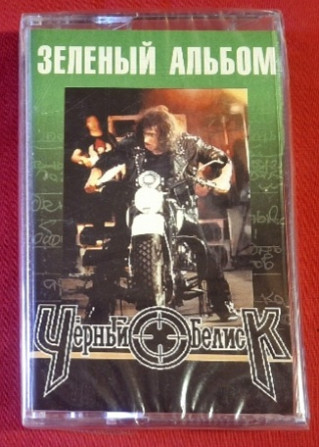 ЗЕЛЕНЫЙ АЛЬБОМ
Чёрный Обелиск